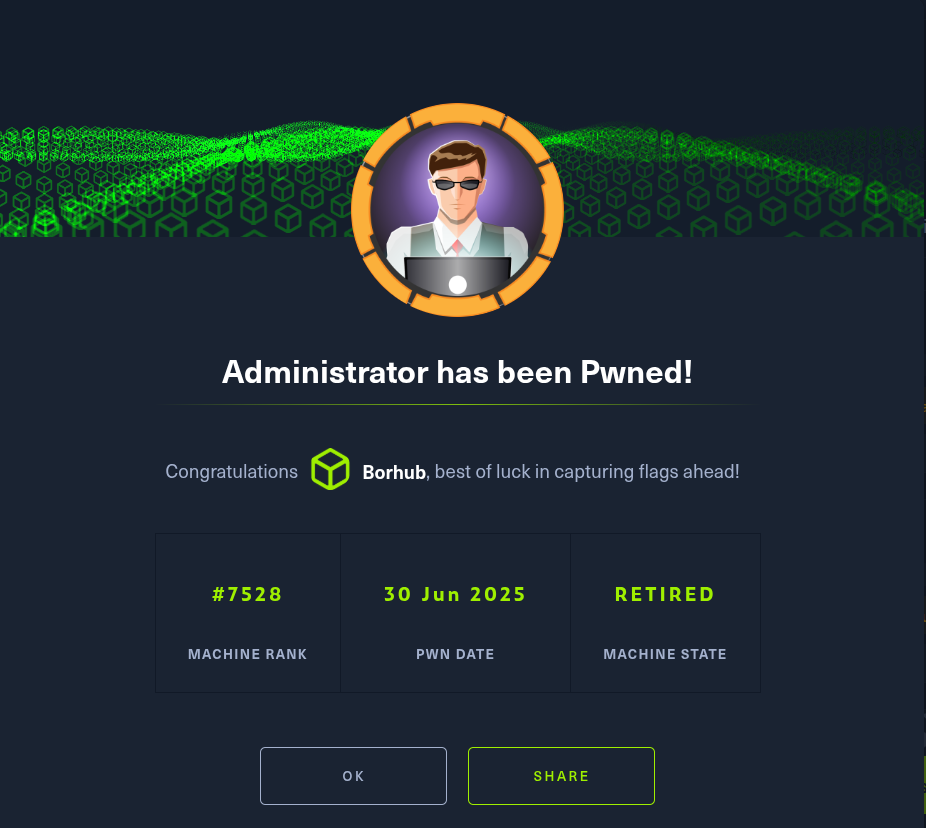 Administrator has been Pwned!
Congratulations Borhub, best of luck in capturing flags ahead!
#7528 30 Jun 2025 RETIRED
MACHINE RANK PWN DATE MACHINE STATE
OK SHARE